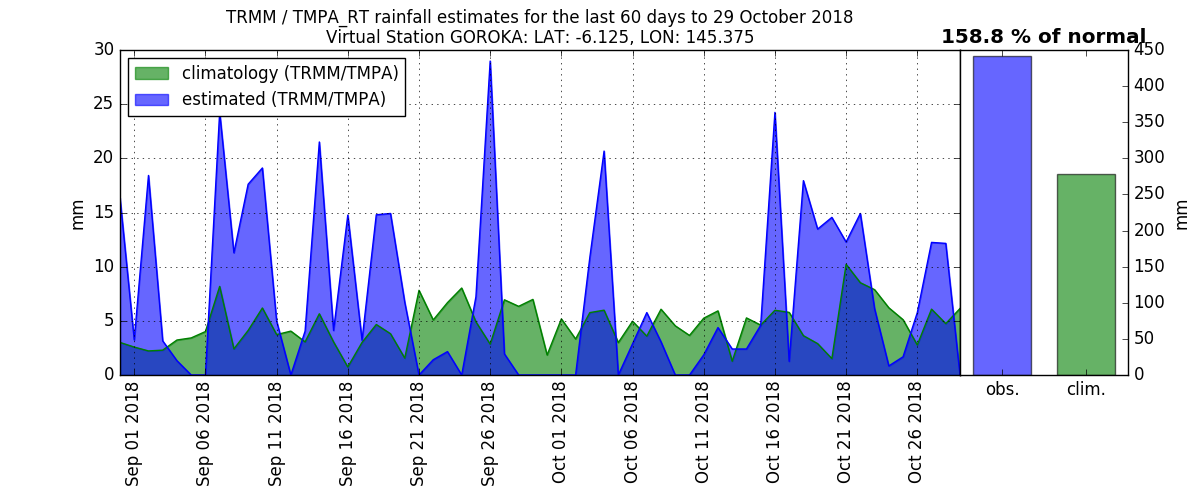 TRMM / TMPA_RT rainfall estimates for the last 60 days to 29 October 2018
Virtual Station GOROKA: LAT: -6.125, LON: 145.375
158.8 % of normal
climatology (TRMM/TMPA)
estimated (TRMM/TMPA)
30
25
20
15
10
5
0
mm
450
400
350
300
250
200
150
100
50
0
mm
Sep 01 2018
Sep 06 2018
Sep 11 2018
Sep 16 2018
Sep 21 2018
Sep 26 2018
Oct 01 2018
Oct 06 2018
Oct 11 2018
Oct 16 2018
Oct 21 2018
Oct 26 2018
obs.
clim.